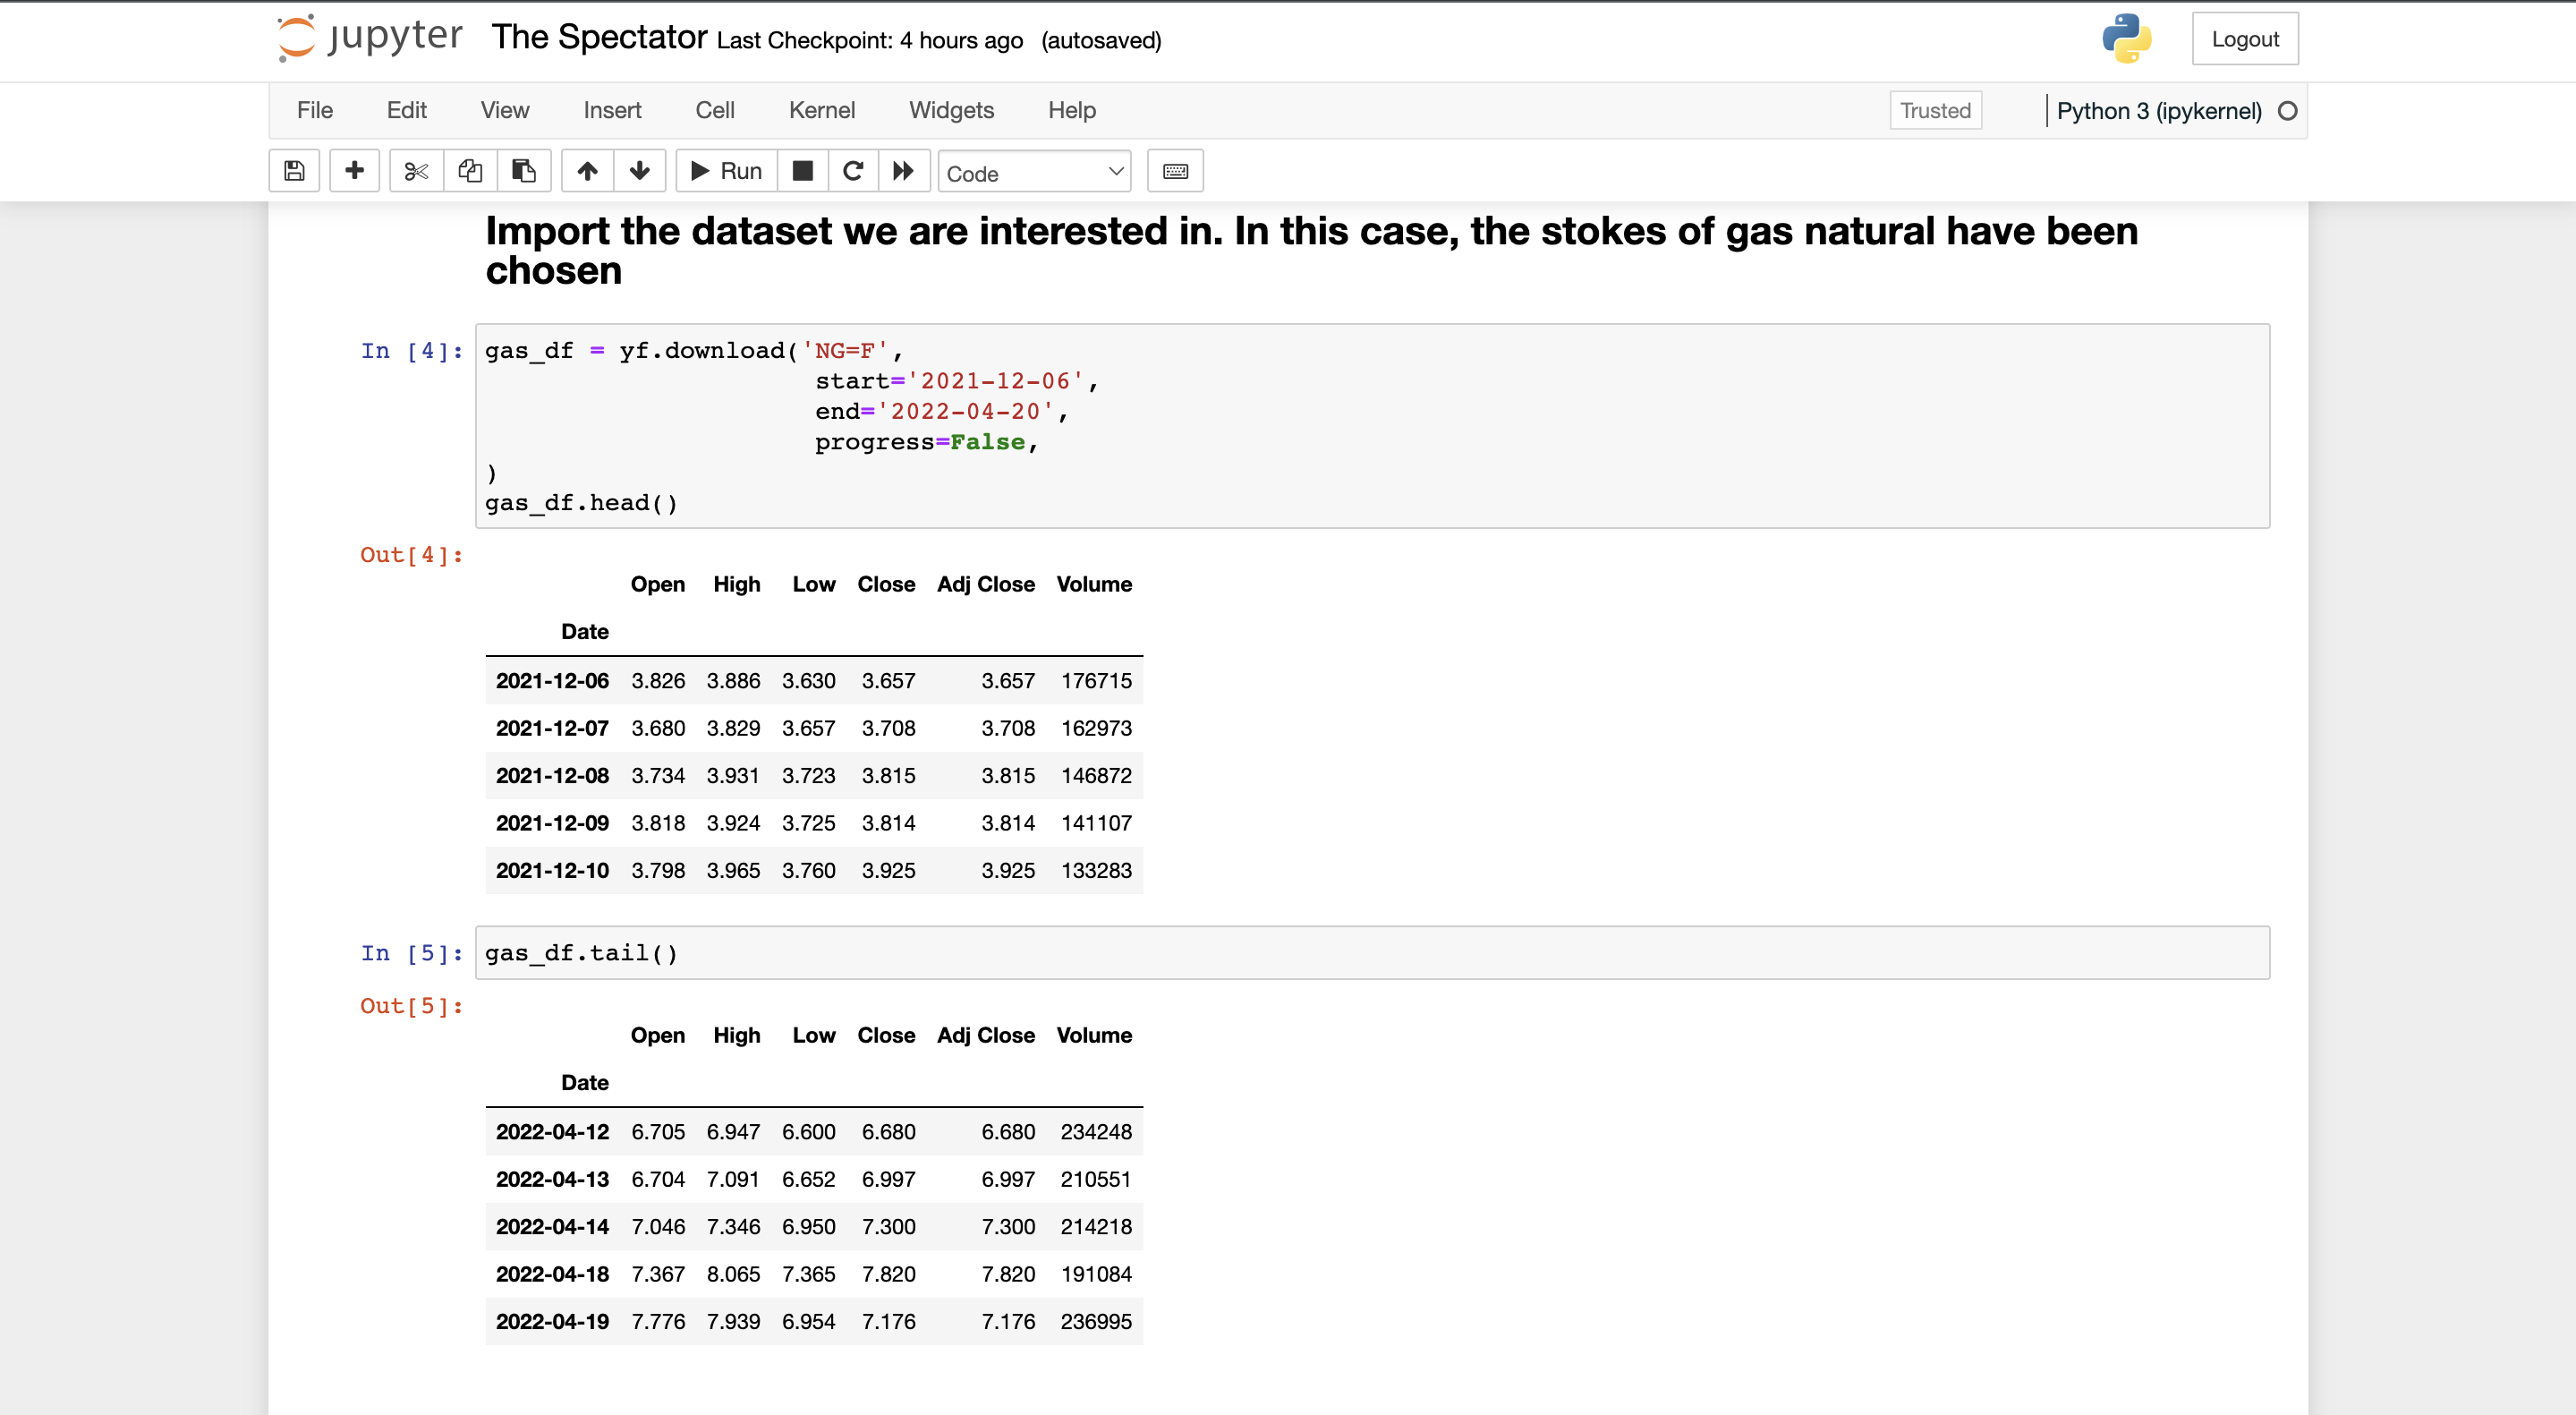 jupyter The Spectator Last Checkpoint: 4 hours ago (autosaved) Logout
File Edit View Insert Cell Kernel Widgets Help Trusted Python 3 (ipykernel)
Run Code
Import the dataset we are interested in. In this case, the stokes of gas natural have been
chosen
In [4]: gas_df = yf.download('NG=F',
start='2021-12-06',
end='2022-04-20',
progress=False,
)
gas_df.head()
Out[4]:
Open High Low Close Adj Close Volume
Date
2021-12-06 3.826 3.886 3.630 3.657 3.657 176715
2021-12-07 3.680 3.829 3.657 3.708 3.708 162973
2021-12-08 3.734 3.931 3.723 3.815 3.815 146872
2021-12-09 3.818 3.924 3.725 3.814 3.814 141107
2021-12-10 3.798 3.965 3.760 3.925 3.925 133283
In [5]: gas_df.tail()
Out[5]:
Open High Low Close Adj Close Volume
Date
2022-04-12 6.705 6.947 6.600 6.680 6.680 234248
2022-04-13 6.704 7.091 6.652 6.997 6.997 210551
2022-04-14 7.046 7.346 6.950 7.300 7.300 214218
2022-04-18 7.367 8.065 7.365 7.820 7.820 191084
2022-04-19 7.776 7.939 6.954 7.176 7.176 236995